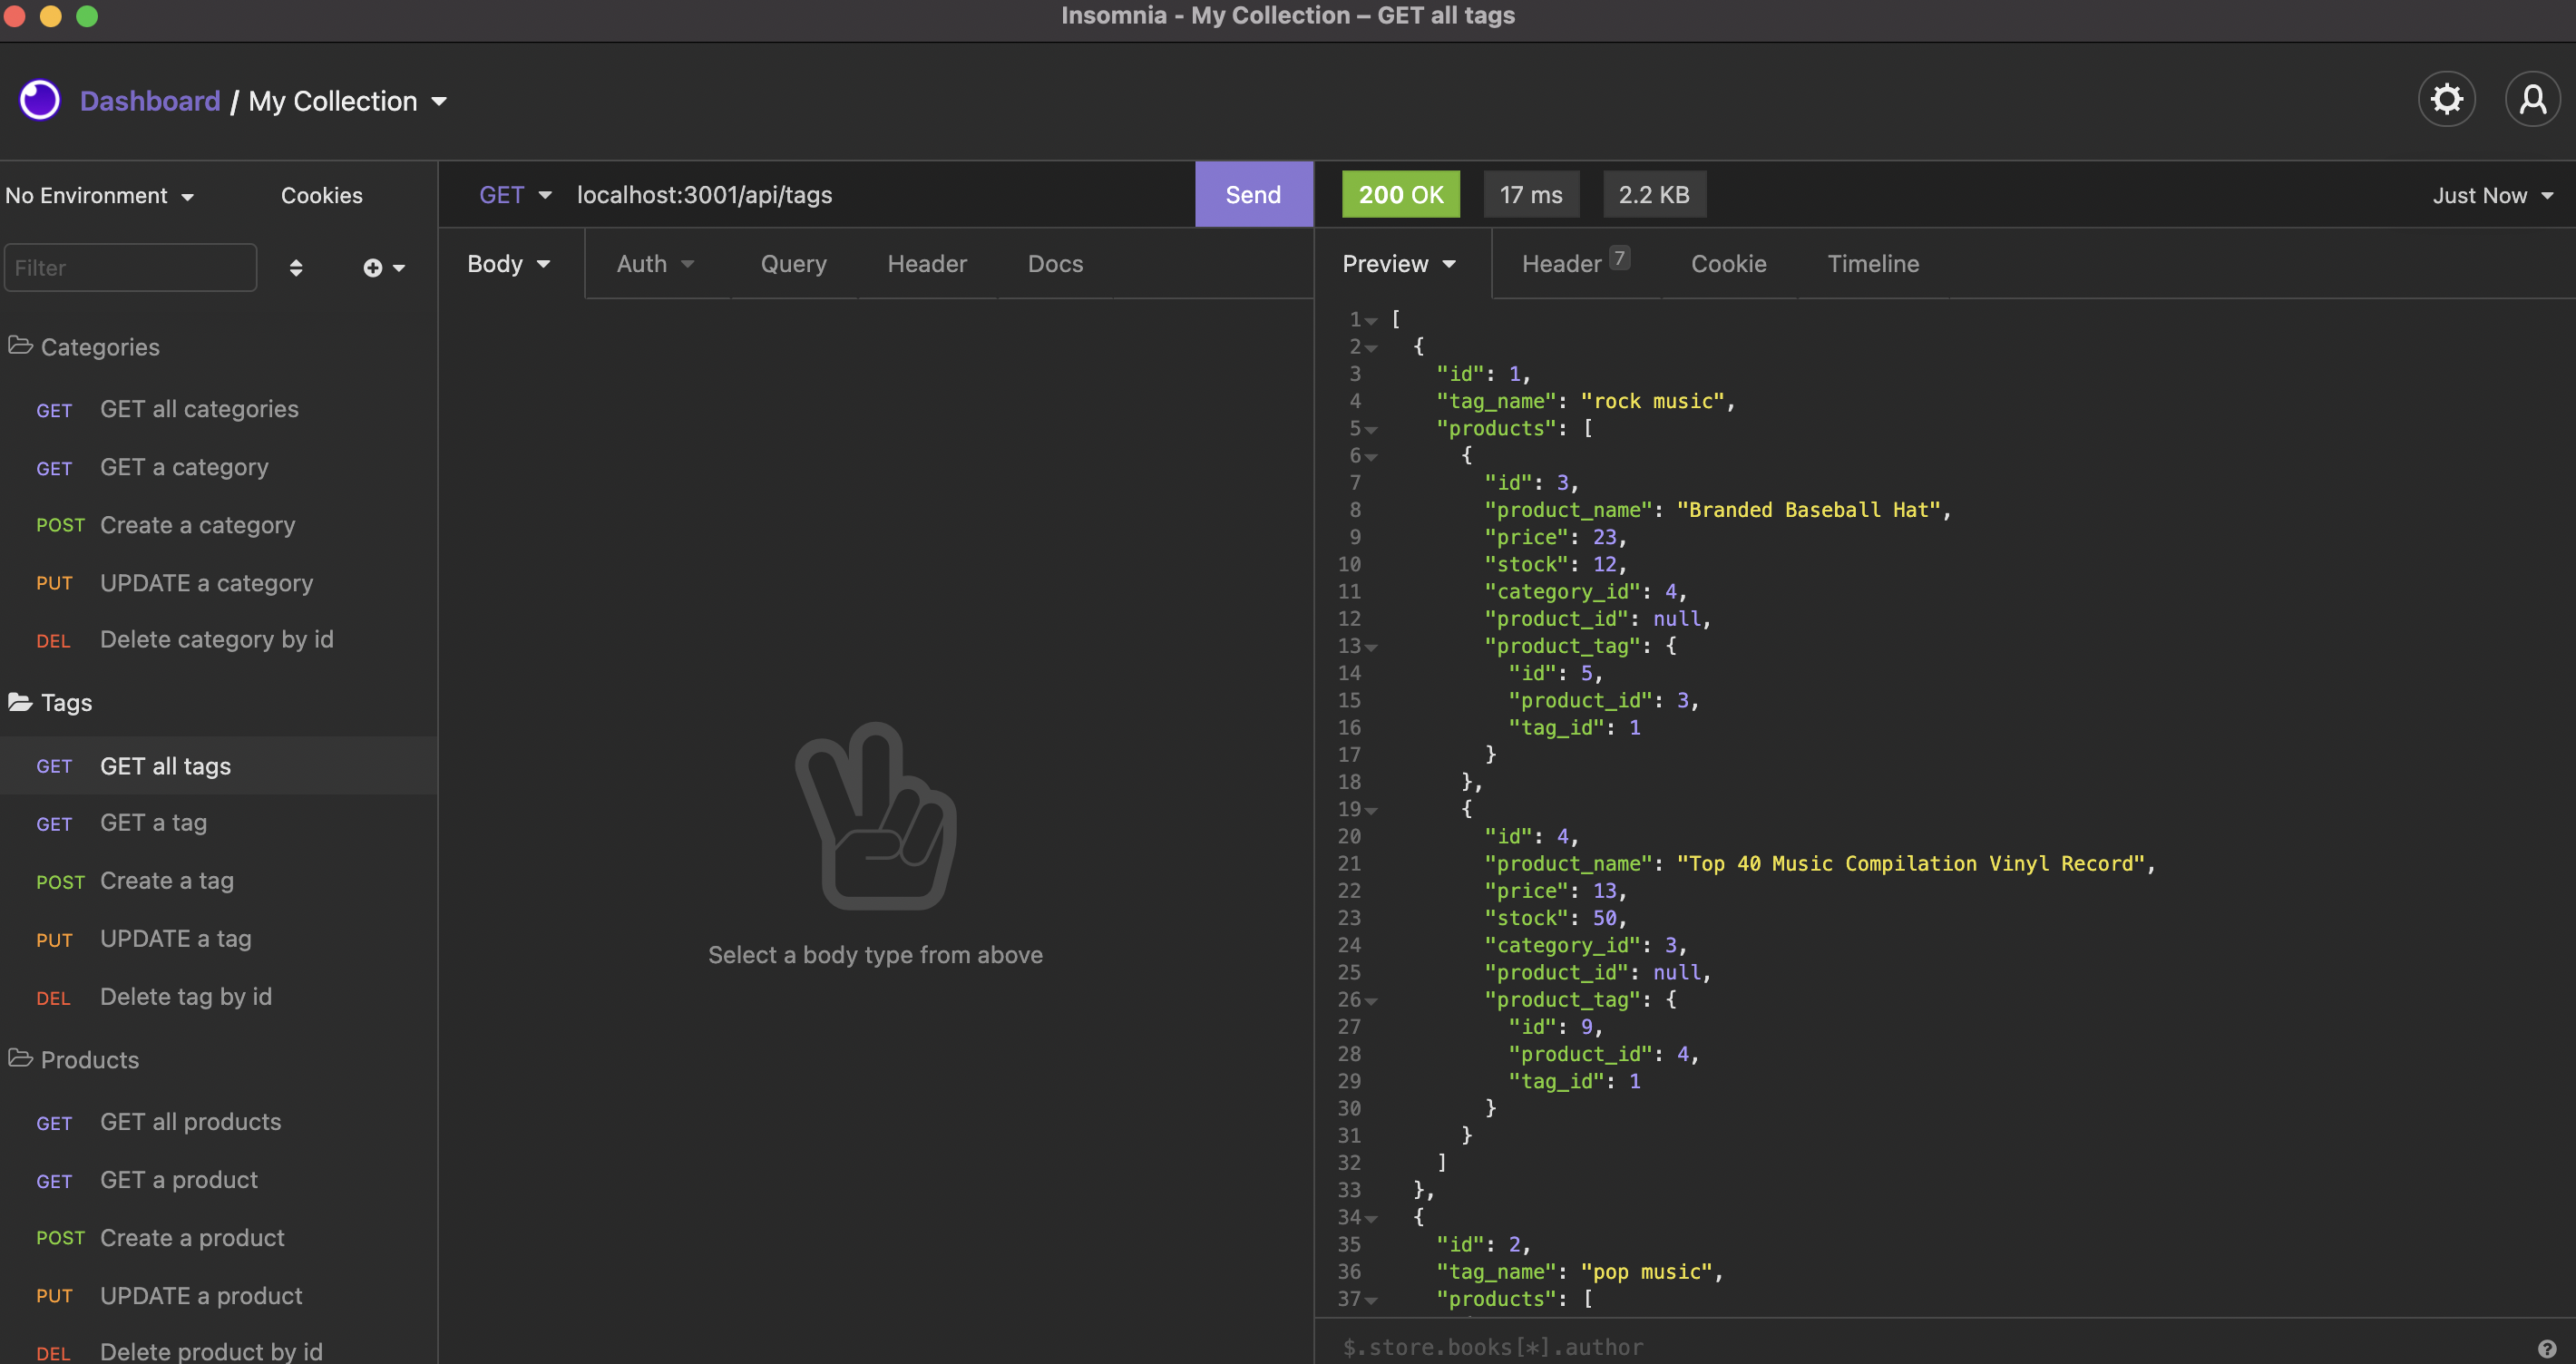 Insomnia - My Collection – GET all tags
Dashboard / My Collection
No Environment
Cookies
Filter
Categories
GET GET all categories
GET GET a category
POST Create a category
PUT UPDATE a category
DEL Delete category by id
Tags
GET GET all tags
GET GET a tag
POST Create a tag
PUT UPDATE a tag
DEL Delete tag by id
Products
GET GET all products
GET GET a product
POST Create a product
PUT UPDATE a product
DEL Delete product by id
GET localhost:3001/api/tags Send
Body Auth Query Header Docs
Select a body type from above
200 OK 17 ms 2.2 KB Just Now
Preview Header 7 Cookie Timeline
1 [
2 {
3 "id": 1,
4 "tag_name": "rock music",
5 "products": [
6 {
7 "id": 3,
8 "product_name": "Branded Baseball Hat",
9 "price": 23,
10 "stock": 12,
11 "category_id": 4,
12 "product_id": null,
13 "product_tag": {
14 "id": 5,
15 "product_id": 3,
16 "tag_id": 1
17 }
18 },
19 {
20 "id": 4,
21 "product_name": "Top 40 Music Compilation Vinyl Record",
22 "price": 13,
23 "stock": 50,
24 "category_id": 3,
25 "product_id": null,
26 "product_tag": {
27 "id": 9,
28 "product_id": 4,
29 "tag_id": 1
30 }
31 }
32 ]
33 },
34 {
35 "id": 2,
36 "tag_name": "pop music",
37 "products": [
$.store.books[*].author